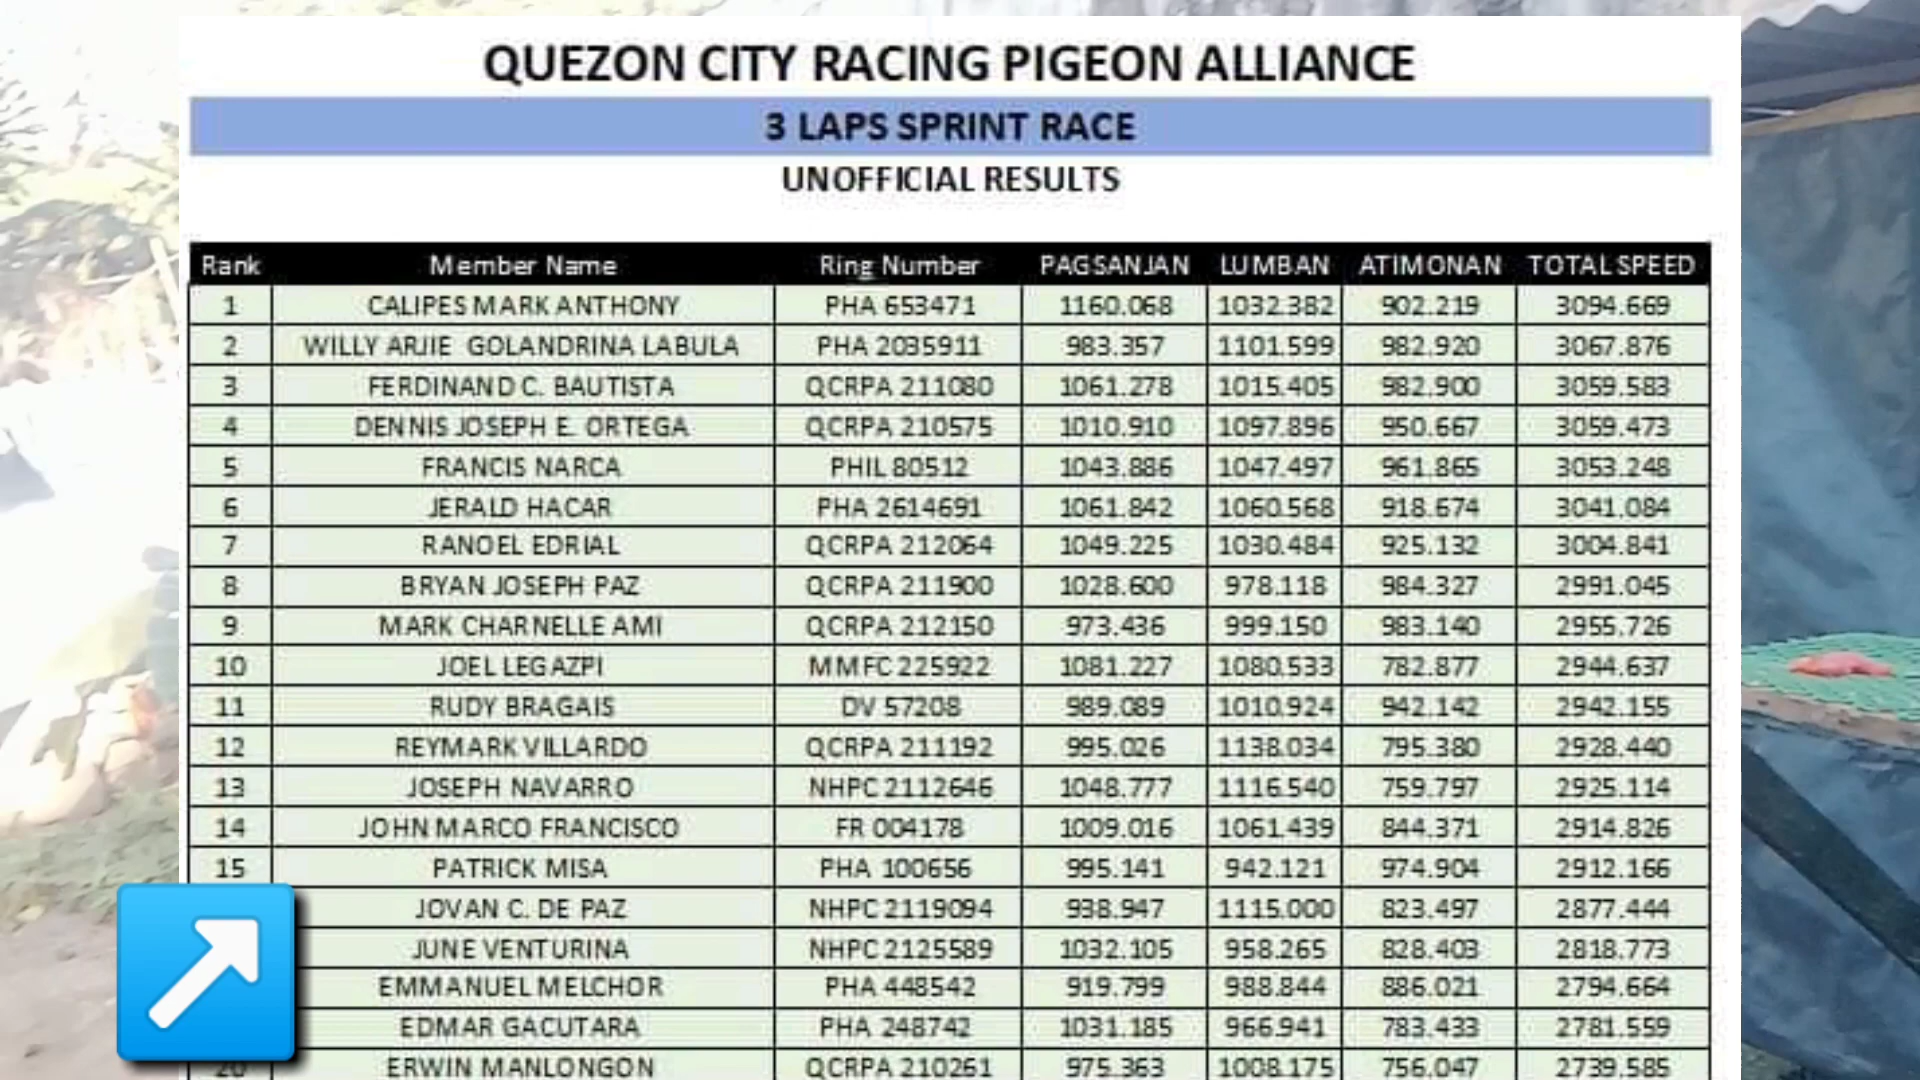 QUEZON CITY RACING PIGEON ALLIANCE
3 LAPS SPRINT RACE
UNOFFICIAL RESULTS
Rank Member Name Ring Number PAGSANJAN LUMBAN ATIMONAN TOTAL SPEED
1 CALIPES MARK ANTHONY PHA 653471 1160.068 1032.382 902.219 3094.669
2 WILLY ARJIE GOLANDRINA LABULA PHA 2035911 983.357 1101.599 982.920 3067.876
3 FERDINAND C. BAUTISTA QCRPA 211080 1061.278 1015.405 982.900 3059.583
4 DENNIS JOSEPH E. ORTEGA QCRPA 210575 1010.910 1097.896 950.667 3059.473
5 FRANCIS NARCA PHIL 80512 1043.886 1047.497 961.865 3053.248
6 JERALD HACAR PHA 2614691 1061.842 1060.568 918.674 3041.084
7 RANOEL EDRIAL QCRPA 212064 1049.225 1030.484 925.132 3004.841
8 BRYAN JOSEPH PAZ QCRPA 211900 1028.600 978.118 984.327 2991.045
9 MARK CHARNELLE AMI QCRPA 212150 973.436 999.150 983.140 2955.726
10 JOEL LEGAZPI MMFC 225922 1081.227 1080.533 782.877 2944.637
11 RUDY BRAGAIS DV 57208 989.089 1010.924 942.142 2942.155
12 REYMARK VILLARDO QCRPA 211192 995.026 1138.034 795.380 2928.440
13 JOSEPH NAVARRO NHPC 2112646 1048.777 1116.540 759.797 2925.114
14 JOHN MARCO FRANCISCO FR 004178 1009.016 1061.439 844.371 2914.826
15 PATRICK MISA PHA 100656 995.141 942.121 974.904 2912.166
JOVAN C. DE PAZ NHPC 2119094 938.947 1115.000 823.497 2877.444
JUNE VENTURINA NHPC 2125589 1032.105 958.265 828.403 2818.773
EMMANUEL MELCHOR PHA 448542 919.799 988.844 886.021 2794.664
EDMAR GACUTARA PHA 248742 1031.185 966.941 783.433 2781.559
20 ERWIN MANLONGON QCRPA 210261 975.363 1008.175 756.047 2739.585